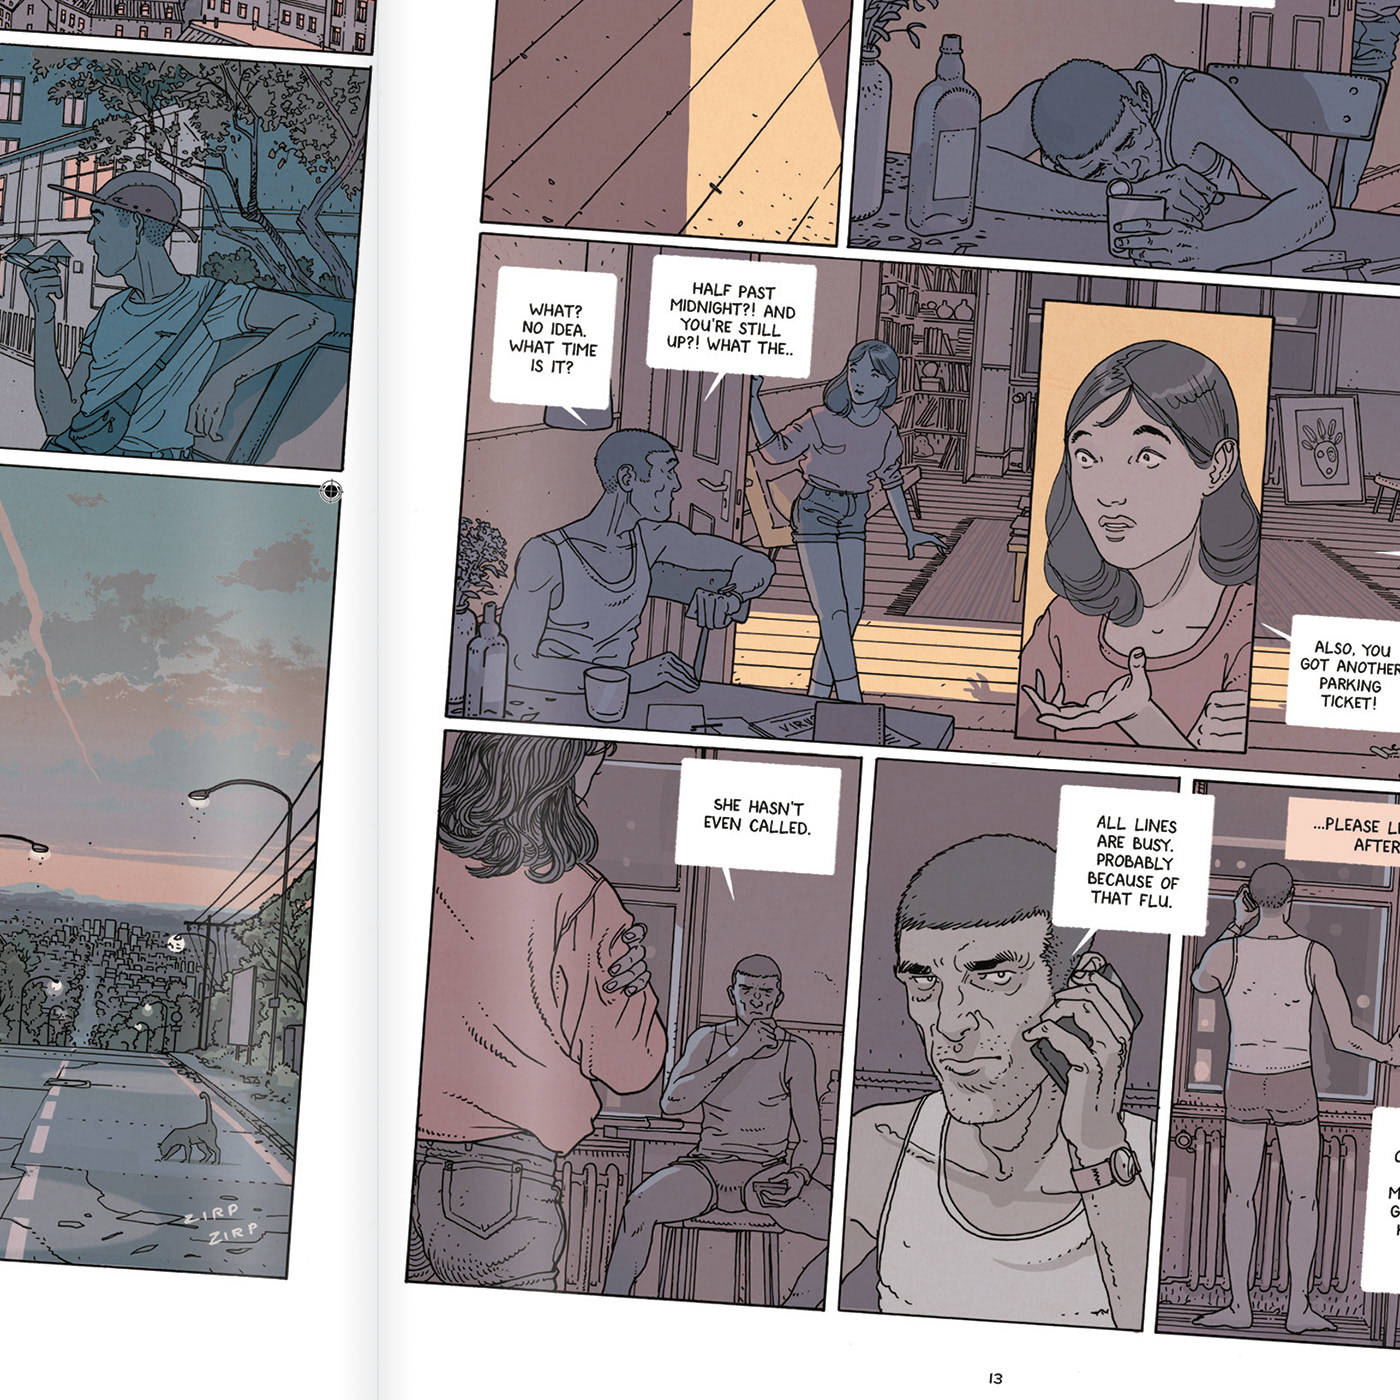 ZIRP
ZIRP
WHAT?
NO IDEA.
WHAT TIME
IS IT?
HALF PAST
MIDNIGHT?! AND
YOU'RE STILL
UP?! WHAT THE..
ALSO, YOU
GOT ANOTHER
PARKING
TICKET!
SHE HASN'T
EVEN CALLED.
ALL LINES
ARE BUSY.
PROBABLY
BECAUSE OF
THAT FLU.
...PLEASE
AFTER
13